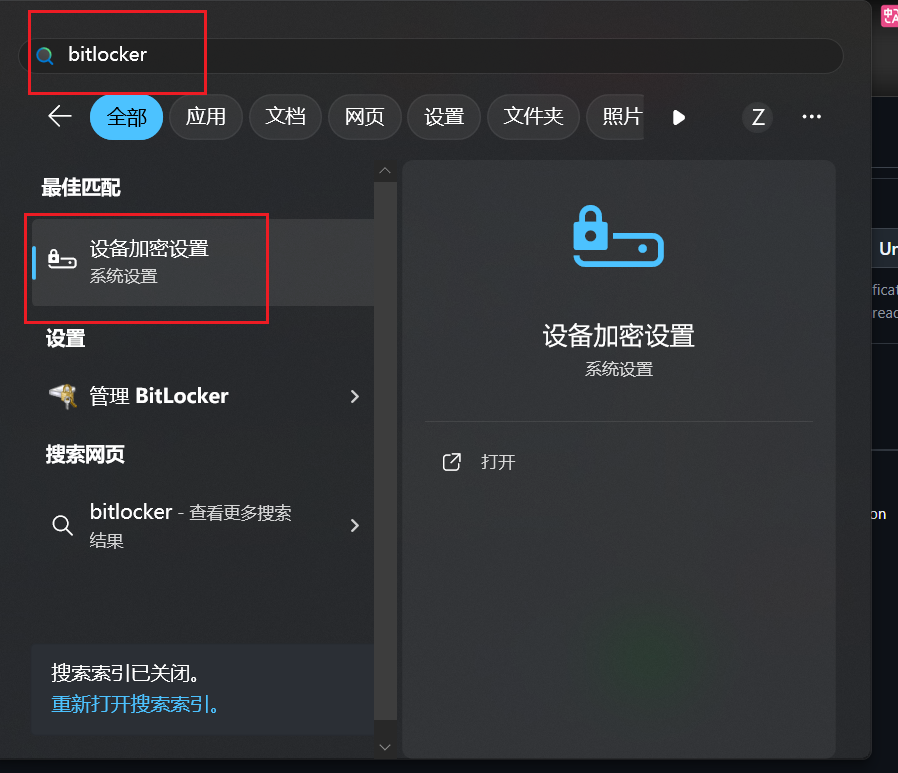 bitlocker
全部 应用 文档 网页 设置 文件夹 照片 Z
最佳匹配
设备加密设置
系统设置
设置
管理 BitLocker
搜索网页
bitlocker - 查看更多搜索
结果
搜索索引已关闭。
重新打开搜索索引。
设备加密设置
系统设置
打开
中A
Ur
ficat
read
on